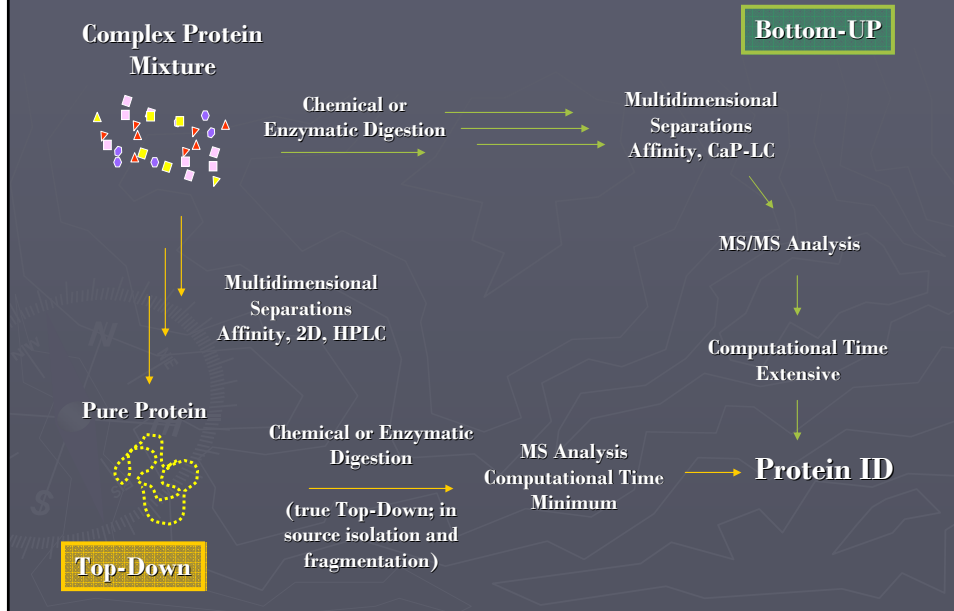 Complex Protein
Mixture
Bottom-UP
Chemical or
Enzymatic Digestion
Multidimensional
Separations
Affinity, CaP-LC
MS/MS Analysis
Multidimensional
Separations
Affinity, 2D, HPLC
Computational Time
Extensive
Pure Protein
Chemical or Enzymatic
Digestion
(true Top-Down; in
source isolation and
fragmentation)
MS Analysis
Computational Time
Minimum
Protein ID
Top-Down
N
S